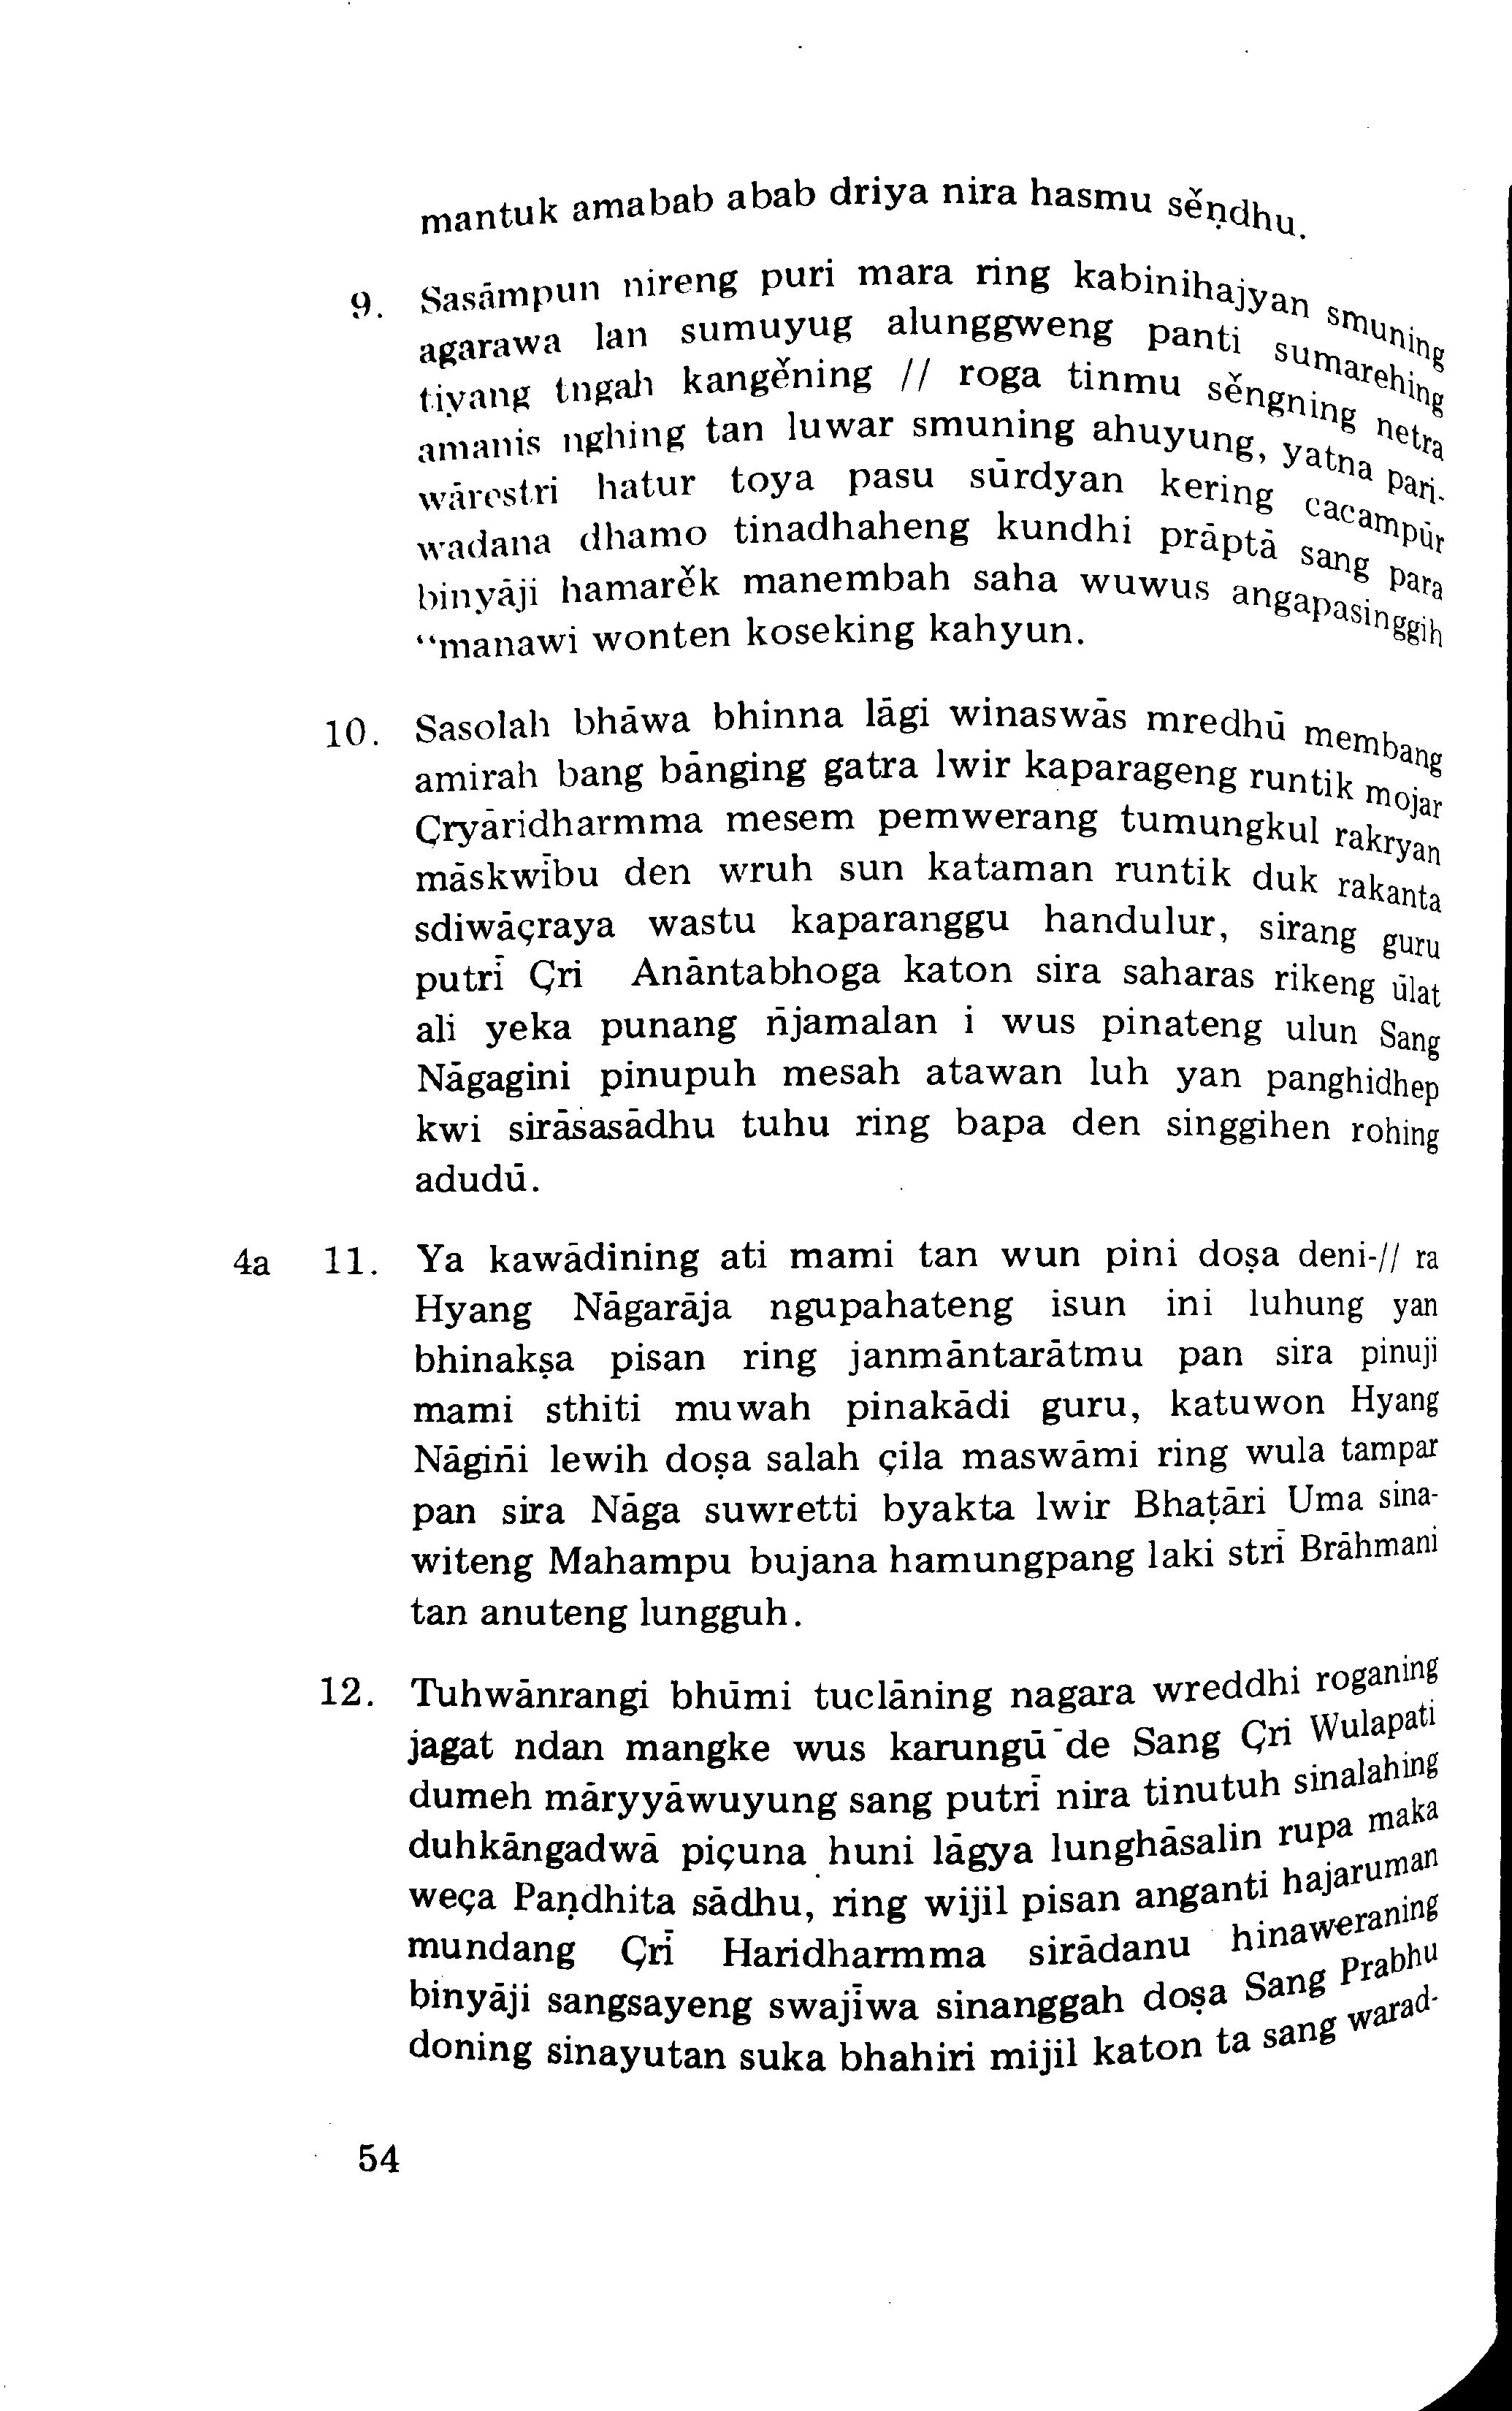 mantuk amabab abab driya nira hasmu sĕṇdhu.
9. Sasāmpun nireng puri mara ring kabinihajyan smuning
agarawa lan sumuyug alunggweng panti sumarehing
tiyang tngah kangĕning // roga tinmu sĕngning netra
amanis nghing tan luwar smuning ahuyung, yatna pari-
wārestri hatur toya pasu sūrdyan kering cacampūr
wadana dhamo tinadhaheng kundhi prāptā sang para
binyāji hamarĕk manembah saha wuwus angapasinggih
“manawi wonten koseking kahyun.
10. Sasolah bhāwa bhinna lāgi winaswās mredhū membang
amirah bang bānging gatra lwir kaparageng runtik mojar
Çryāridharmma mesem pemwerang tumungkul rakryan
māskwību den wruh sun kataman runtik duk rakanta
sdiwāçraya wastu kaparanggu handulur, sirang guru
putrī Çri Anāntabhoga katon sira saharas rikeng ūlat
ali yeka punang ñjamalan i wus pinateng ulun Sang
Nāgagini pinupuh mesah atawan luh yan panghidhep
kwi sirāsasādhu tuhu ring bapa den singgihen rohing
adudū.
4a 11. Ya kawādining ati mami tan wun pini doṣa deni-// ra
Hyang Nāgarāja ngupahateng isun ini luhung yan
bhinakṣa pisan ring janmāntarātmu pan sira pinuji
mami sthiti muwah pinakādi guru, katuwon Hyang
Nāgiñi lewih doṣa salah çila maswāmi ring wula tampar
pan sira Nāga suwretti byakta lwir Bhaṭāri Uma sina-
witeng Mahampu bujana hamungpang laki strī Brāhmani
tan anuteng lungguh.
12. Tuhwānrangi bhūmi tuclāning nagara wreddhi roganing
jagat ndan mangke wus karungū de Sang Çri Wulapati
dumeh māryyāwuyung sang putrī nira tinutuh sinalahing
duhkāngadwā piçuna huni lāgya lunghāsalin rupa maka
weça Paṇdhita sādhu, ring wijil pisan anganti hajaruman
mundang Çrī Haridharmma sirādanu hinaweraning
binyāji sangsayeng swajīwa sinanggah doṣa Sang Prabhu
doning sinayutan suka bhahiri mijil katon ta sang warad-
54